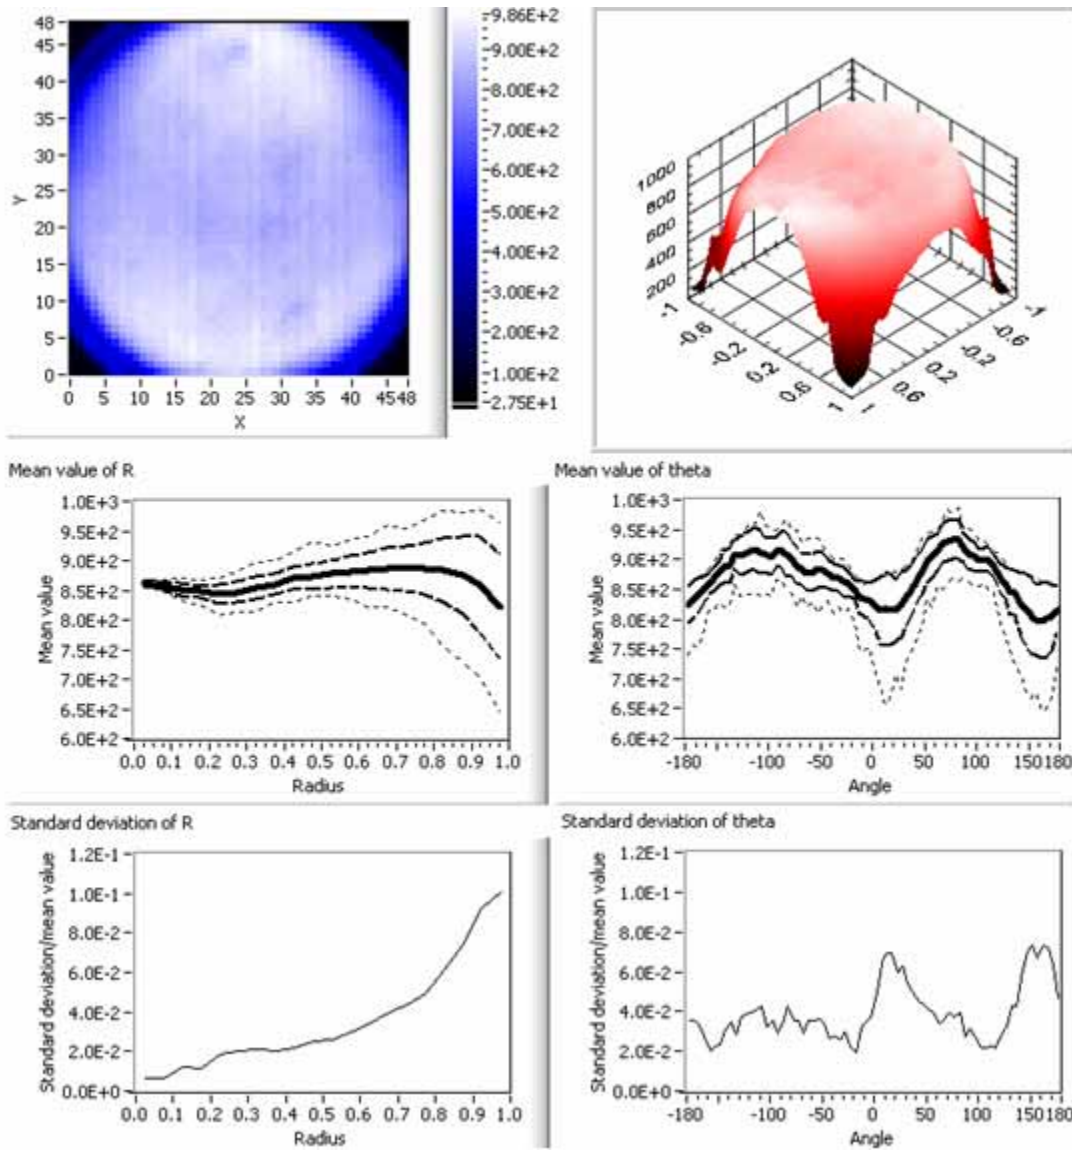 48
45
40
35
30
25
20
15
10
5
0
Y
0 5 10 15 20 25 30 35 40 45 48
X
9.86E+2
9.00E+2
8.00E+2
7.00E+2
6.00E+2
5.00E+2
4.00E+2
3.00E+2
2.00E+2
1.00E+2
2.75E+1
1000
800
600
400
200
-1 -0.6 -0.2 0.2 0.6 1
1 0.6 0.2 -0.2 -0.6 -1
Mean value of R
1.0E+3
9.5E+2
9.0E+2
8.5E+2
8.0E+2
7.5E+2
7.0E+2
6.5E+2
6.0E+2
Mean value
0.0 0.1 0.2 0.3 0.4 0.5 0.6 0.7 0.8 0.9 1.0
Radius
Mean value of theta
1.0E+3
9.5E+2
9.0E+2
8.5E+2
8.0E+2
7.5E+2
7.0E+2
6.5E+2
6.0E+2
Mean value
-180 -100 -50 0 50 100 150 180
Angle
Standard deviation of R
1.2E-1
1.0E-1
8.0E-2
6.0E-2
4.0E-2
2.0E-2
0.0E+0
Standard deviation/mean value
0.0 0.1 0.2 0.3 0.4 0.5 0.6 0.7 0.8 0.9 1.0
Radius
Standard deviation of theta
1.2E-1
1.0E-1
8.0E-2
6.0E-2
4.0E-2
2.0E-2
0.0E+0
Standard deviation/mean value
-180 -100 -50 0 50 100 150 180
Angle